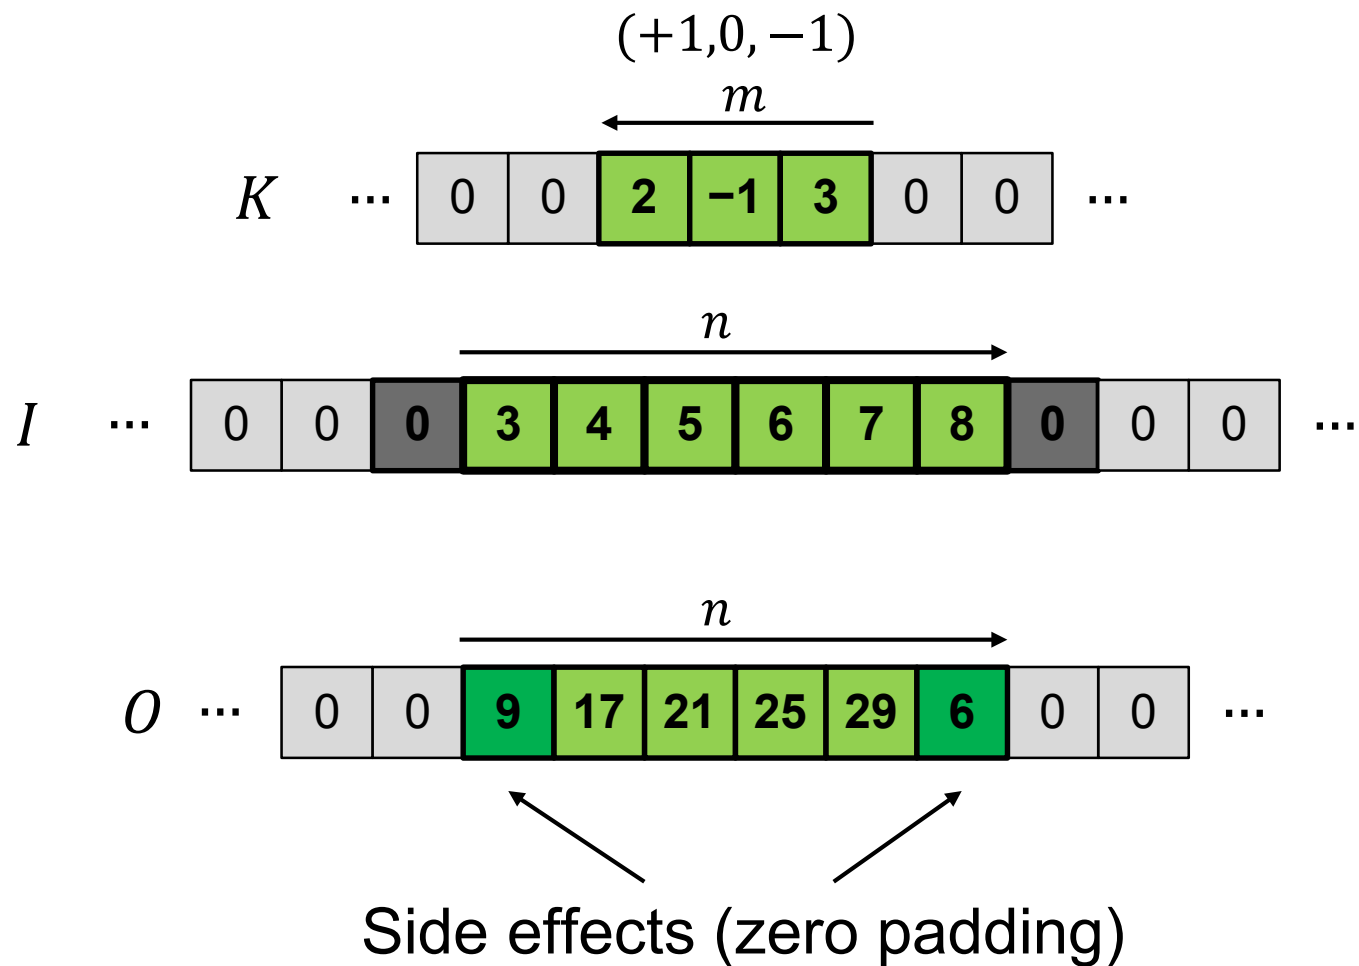 (+1,0,−1)
m
K ... 0 0 2 −1 3 0 0 ...
n
I ... 0 0 0 3 4 5 6 7 8 0 0 0 ...
n
O ... 0 0 9 17 21 25 29 6 0 0 ...
Side effects (zero padding)